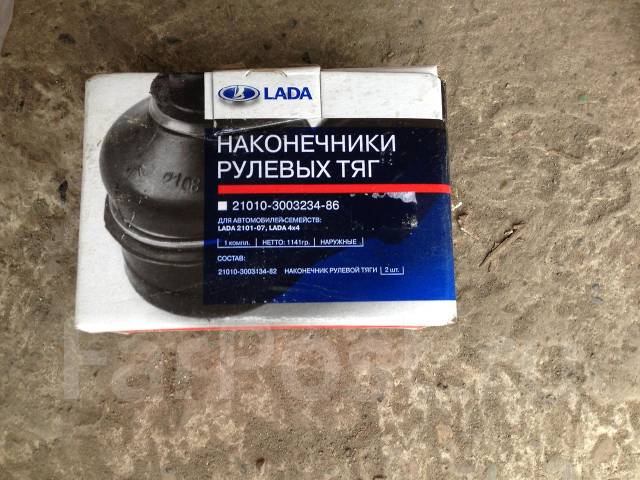 LADA
НАКОНЕЧНИКИ
РУЛЕВЫХ ТЯГ
21010-3003234-86
ДЛЯ АВТОМОБИЛЕЙ СЕМЕЙСТВ:
LADA 2101-07, LADA 4x4
1 компл. НЕТТО: 1141гр. НАРУЖНЫЕ
СОСТАВ:
21010-3003134-82 НАКОНЕЧНИК РУЛЕВОЙ ТЯГИ 2 шт.